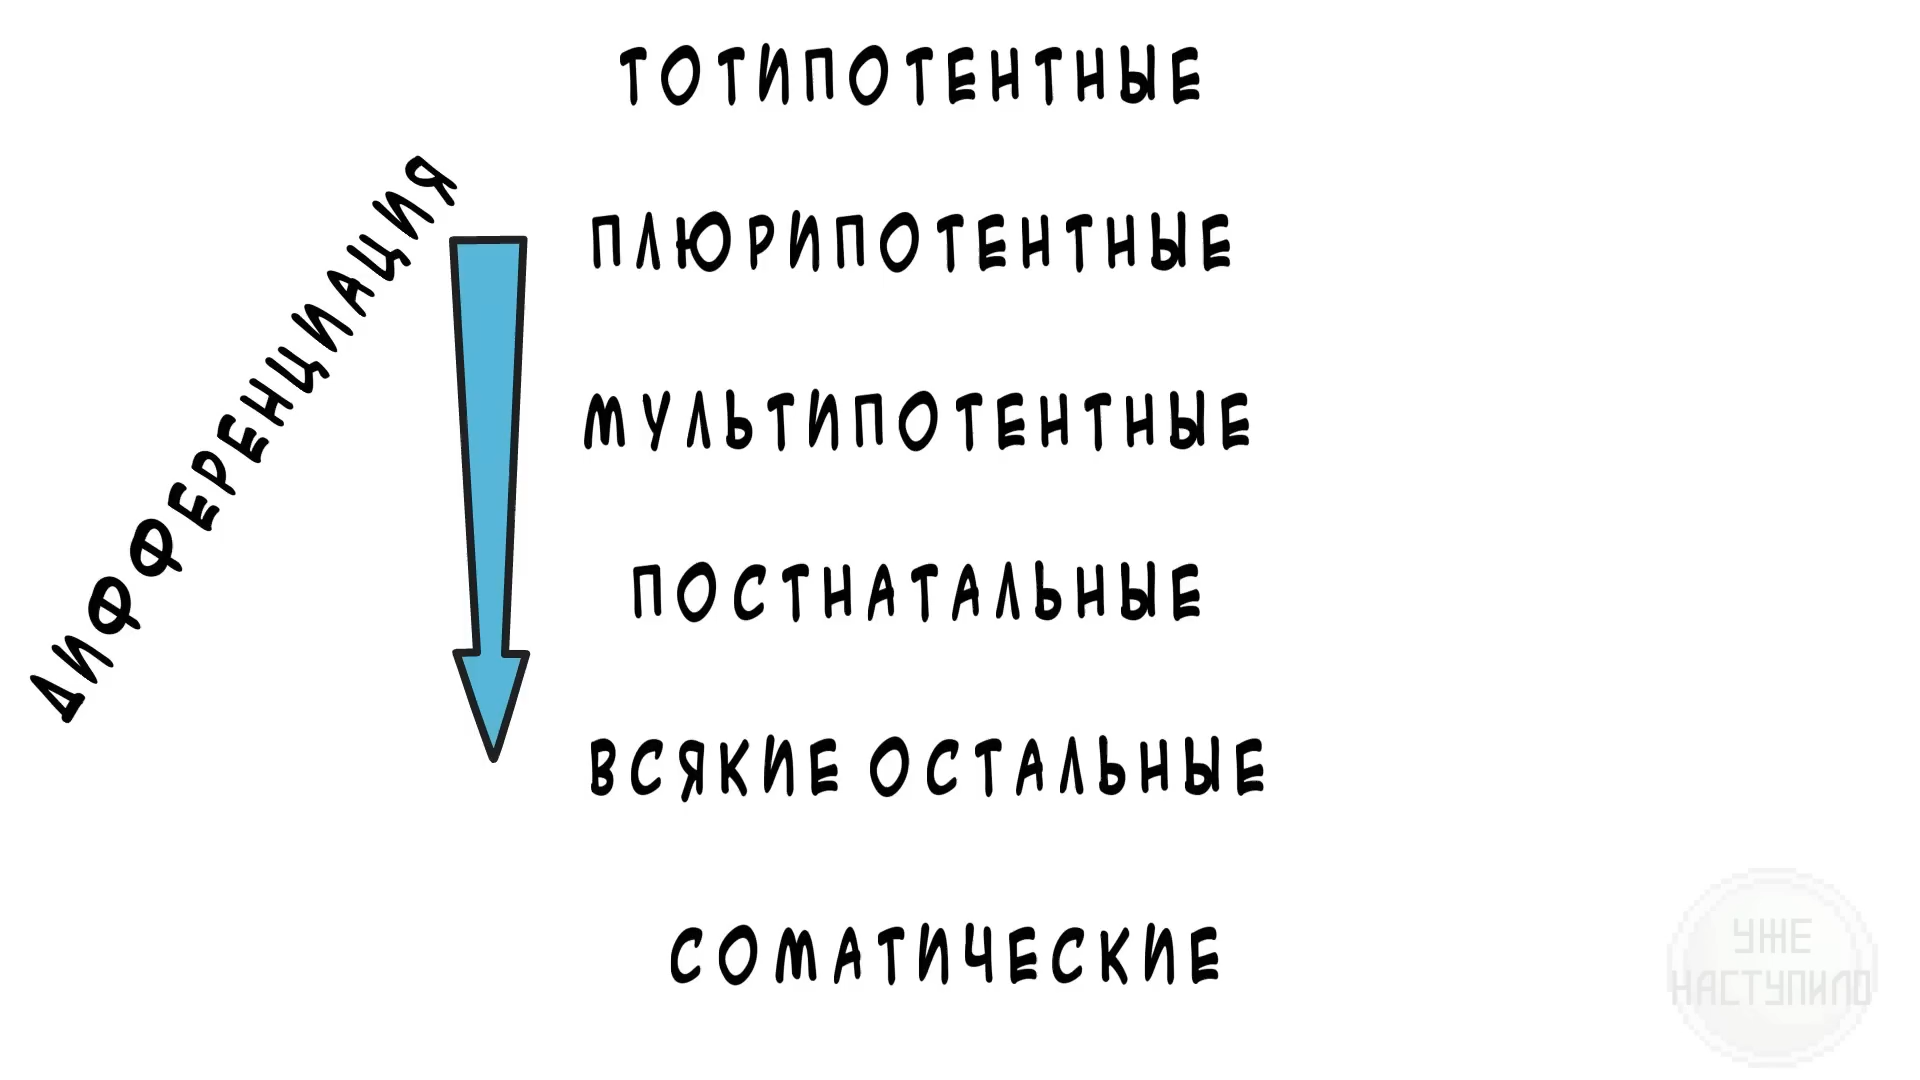 ТОТИПОТЕНТНЫЕ
ДИФФЕРЕНЦИАЦИЯ
ПЛЮРИПОТЕНТНЫЕ
МУЛЬТИПОТЕНТНЫЕ
ПОСТНАТАЛЬНЫЕ
ВСЯКИЕ ОСТАЛЬНЫЕ
СОМАТИЧЕСКИЕ
УЖЕ
НАСТУПИЛО